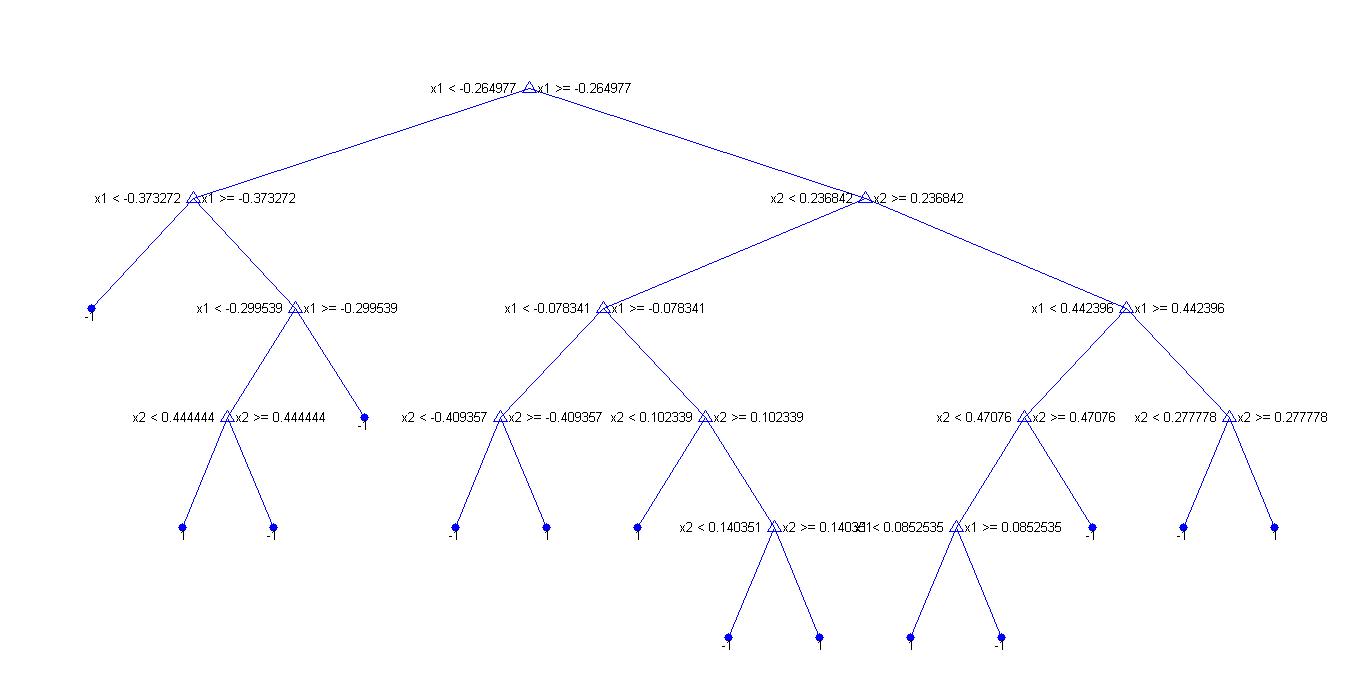 x1 < -0.264977 x1 >= -0.264977
x1 < -0.373272 x1 >= -0.373272 x2 < 0.236842 x2 >= 0.236842
-1 x1 < -0.299539 x1 >= -0.299539 x1 < -0.078341 x1 >= -0.078341 x1 < 0.442396 x1 >= 0.442396
x2 < 0.444444 x2 >= 0.444444 -1 x2 < -0.409357 x2 >= -0.409357 x2 < 0.102339 x2 >= 0.102339 x2 < 0.47076 x2 >= 0.47076 x2 < 0.277778 x2 >= 0.277778
1 -1 -1 1 1 x2 < 0.140351 x2 >= 0.140351 x1 < 0.0852535 x1 >= 0.0852535 -1 -1 1
-1 1 1 -1